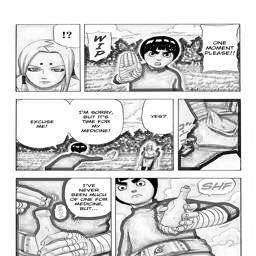 ONE
MOMENT
PLEASE!!
WIP
!?
YES?
I'M SORRY,
BUT IT'S
TIME FOR
MY
MEDICINE!
EXCUSE
ME!
SHF
I'VE
NEVER
BEEN MUCH
OF ONE FOR
MEDICINE,
BUT...